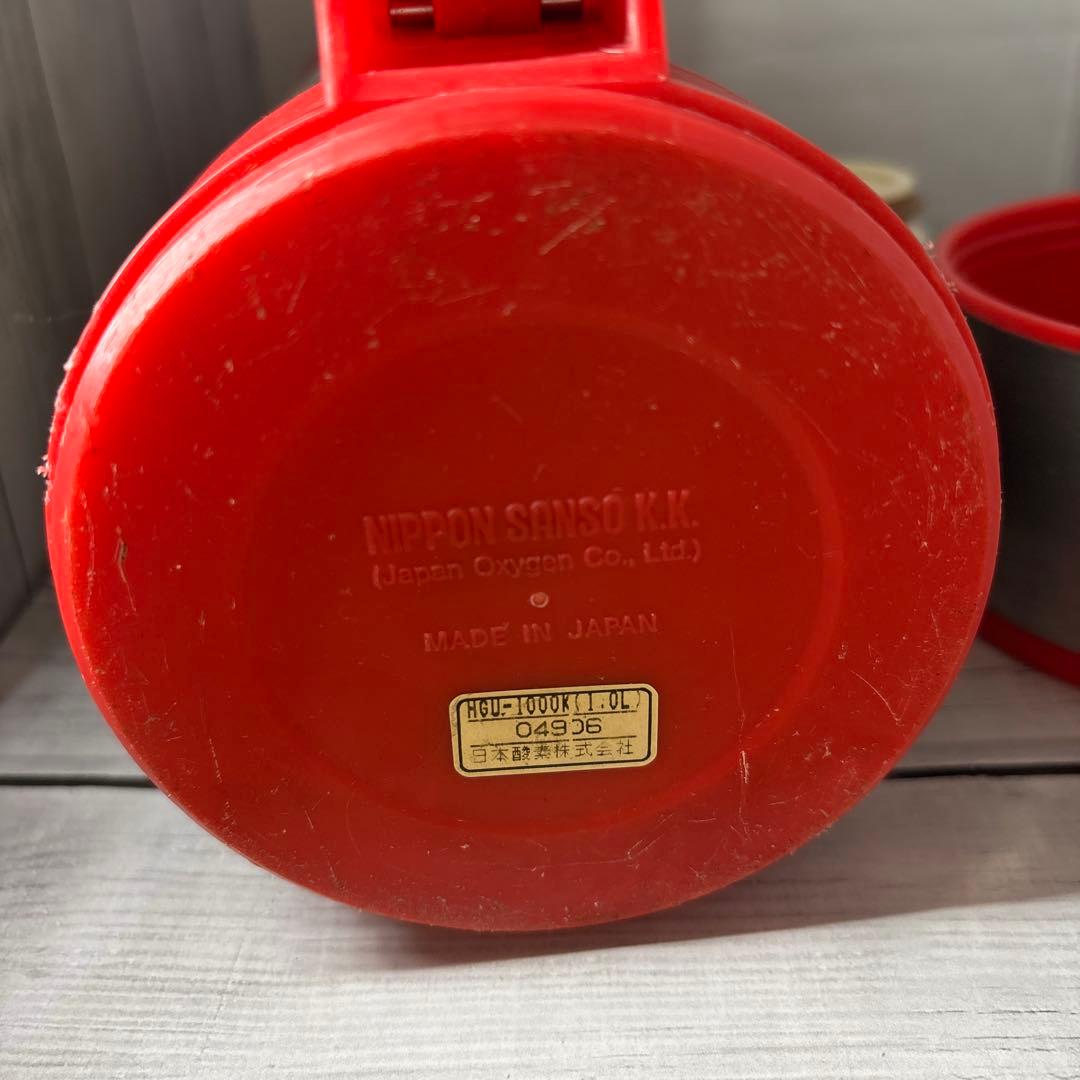 NIPPON SANSO K.K.
(Japan Oxygen Co., Ltd.)
MADE IN JAPAN
HGU-1000K(1.0L)
04906
日本酸素株式会社